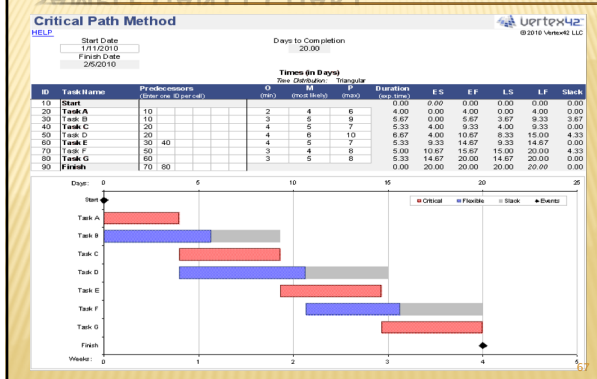 Critical Path Method
vertex42™
HELP
© 2010 Vertex42 LLC
Start Date
Days to Completion
1/11/2010
20.00
Finish Date
2/5/2010
Times (in Days)
Time Distribution: Triangular
ID Task Name Predecessors O M P Duration ES EF LS LF Slack
(Enter one ID per cell) (min) (most likely) (max) (exp. time)
10 Start 0.00 0.00 0.00 0.00 0.00 0.00
20 Task A 10 2 4 6 4.00 0.00 4.00 0.00 4.00 0.00
30 Task B 10 3 5 9 5.67 0.00 5.67 3.67 9.33 3.67
40 Task C 20 4 5 7 5.33 4.00 9.33 4.00 9.33 0.00
50 Task D 20 4 6 10 6.67 4.00 10.67 8.33 15.00 4.33
60 Task E 30 40 4 5 7 5.33 9.33 14.67 9.33 14.67 0.00
70 Task F 50 3 4 8 5.00 10.67 15.67 15.00 20.00 4.33
80 Task G 60 3 5 8 5.33 14.67 20.00 14.67 20.00 0.00
90 Finish 70 80 0.00 20.00 20.00 20.00 20.00 0.00
Days: 0 5 10 15 20 25
Critical Flexible Slack Events
Start
Task A
Task B
Task C
Task D
Task E
Task F
Task G
Finish
Weeks: 0 1 2 3 4 5
67